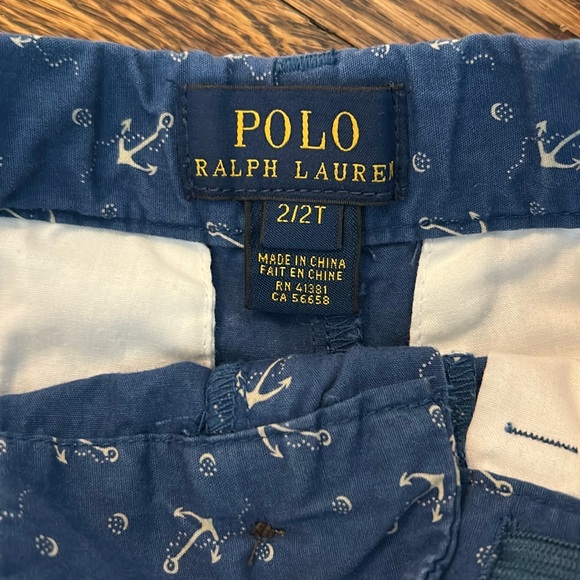 POLO
RALPH LAUREN
2/2T
MADE IN CHINA
FAIT EN CHINE
RN 41381
CA 56658